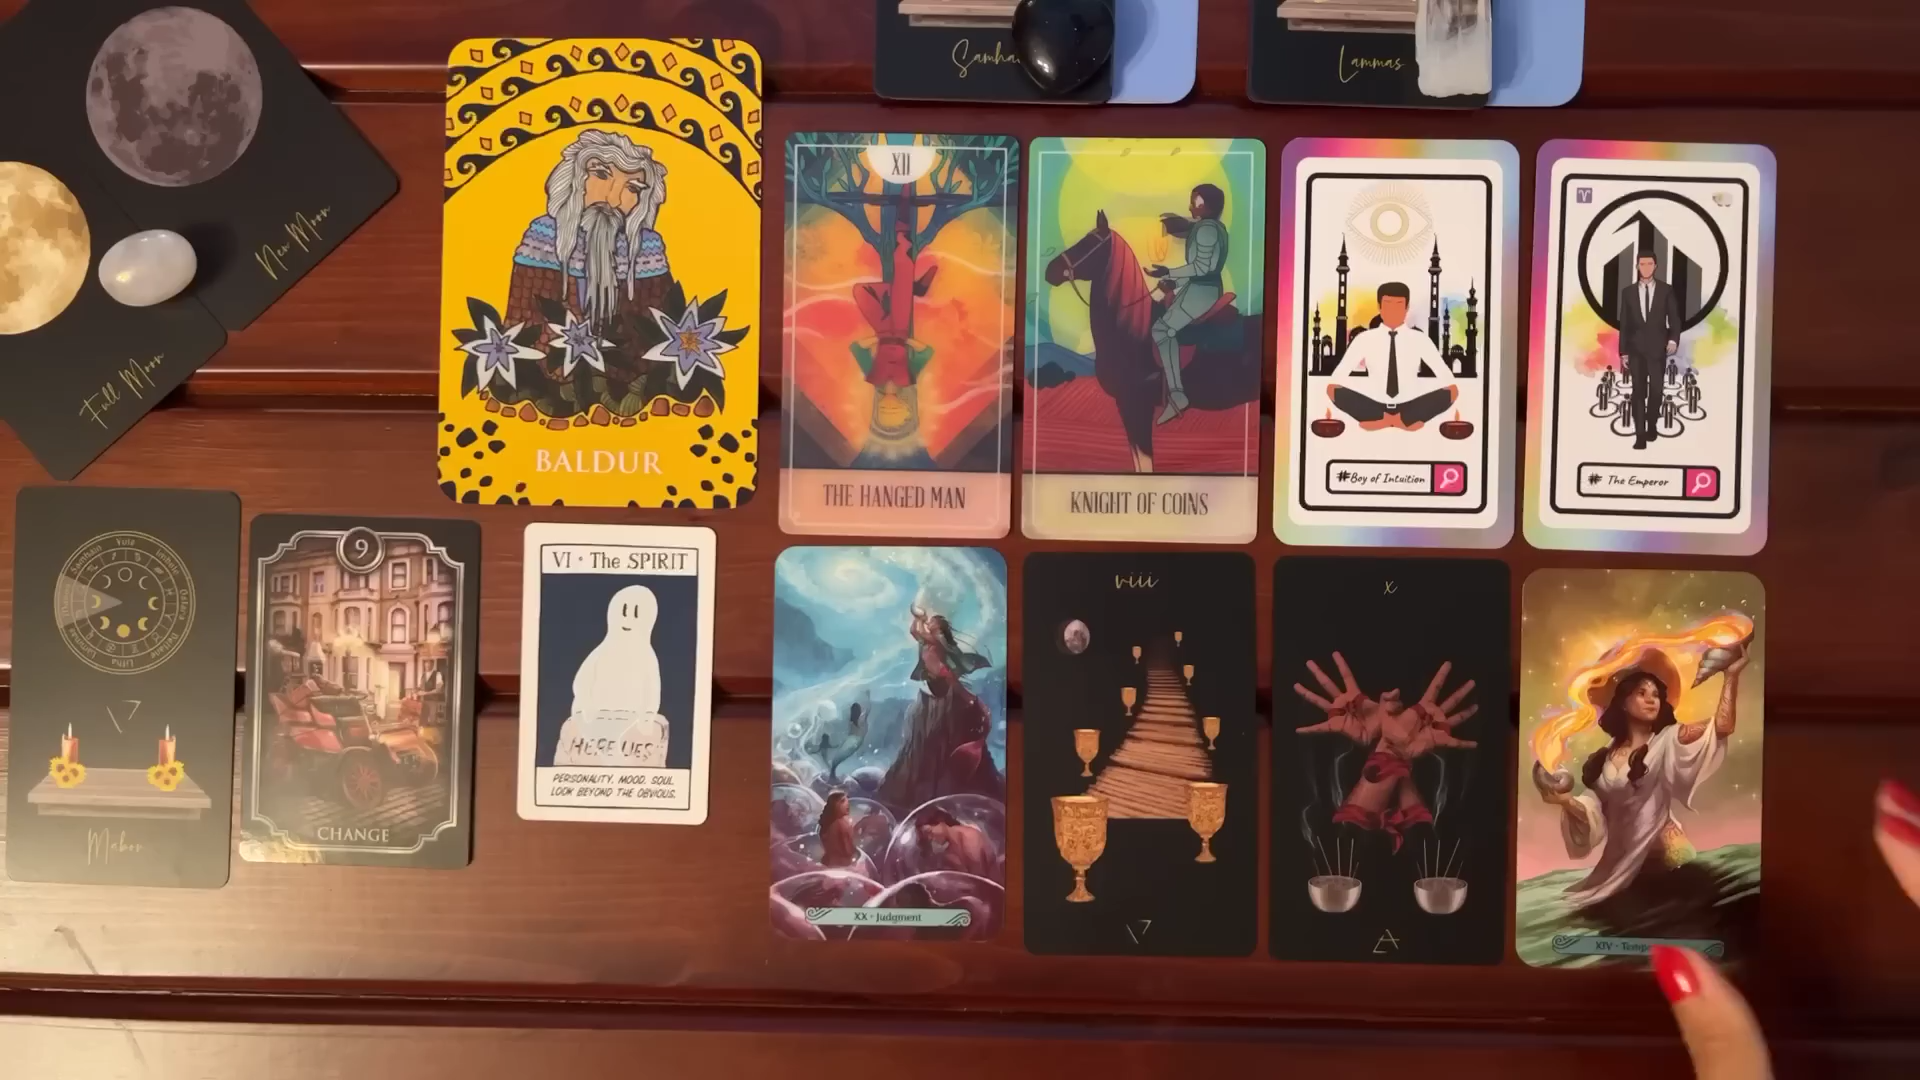 Lammas
New Moon
Full Moon
BALDUR
XII
THE HANGED MAN
KNIGHT OF COINS
#Boy of Intuition
# The Emperor
Mabon
9
CHANGE
VI • The SPIRIT
HERE LIES
PERSONALITY. MOOD. SOUL.
LOOK BEYOND THE OBVIOUS.
XX • Judgment
viii
x
XIV •